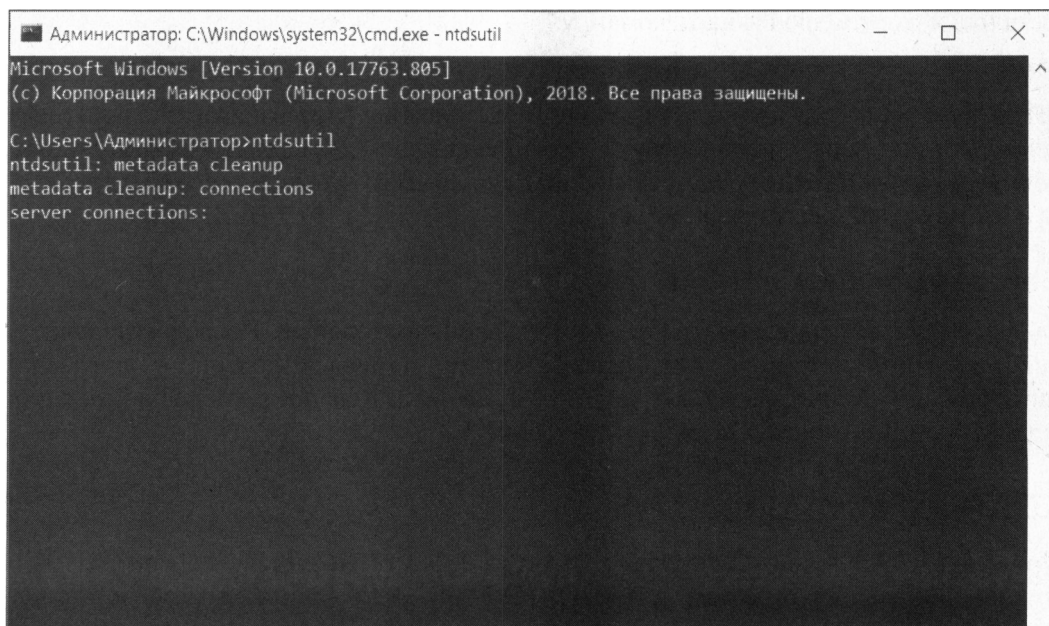 Администратор: C:\Windows\system32\cmd.exe - ntdsutil
Microsoft Windows [Version 10.0.17763.805]
(c) Корпорация Майкрософт (Microsoft Corporation), 2018. Все права защищены.
C:\Users\Администратор>ntdsutil
ntdsutil: metadata cleanup
metadata cleanup: connections
server connections: